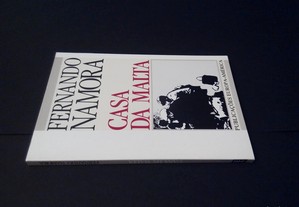 FERNANDO
NAMORA
CASA
DA MALTA
PUBLICAÇÕES EUROPA-AMÉRICA